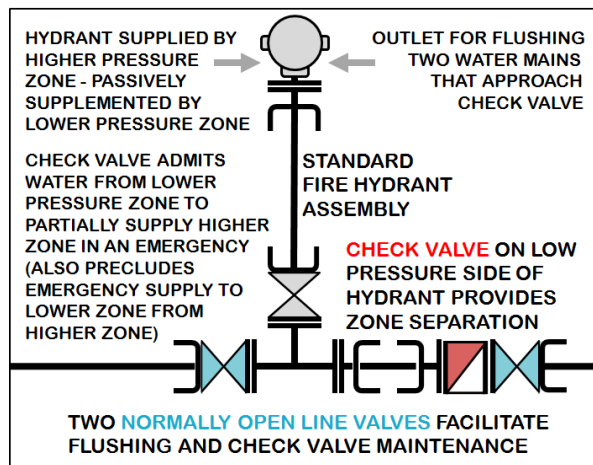 HYDRANT SUPPLIED BY
HIGHER PRESSURE
ZONE - PASSIVELY
SUPPLEMENTED BY
LOWER PRESSURE ZONE
OUTLET FOR FLUSHING
TWO WATER MAINS
THAT APPROACH
CHECK VALVE
CHECK VALVE ADMITS
WATER FROM LOWER
PRESSURE ZONE TO
PARTIALLY SUPPLY HIGHER
ZONE IN AN EMERGENCY
(ALSO PRECLUDES
EMERGENCY SUPPLY TO
LOWER ZONE FROM
HIGHER ZONE)
STANDARD
FIRE HYDRANT
ASSEMBLY
CHECK VALVE ON LOW
PRESSURE SIDE OF
HYDRANT PROVIDES
ZONE SEPARATION
TWO NORMALLY OPEN LINE VALVES FACILITATE
FLUSHING AND CHECK VALVE MAINTENANCE